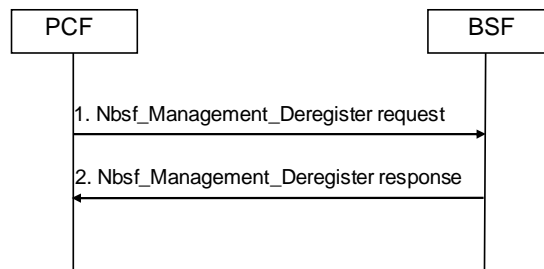 PCF
BSF
1. Nbsf_Management_Deregister request
2. Nbsf_Management_Deregister response